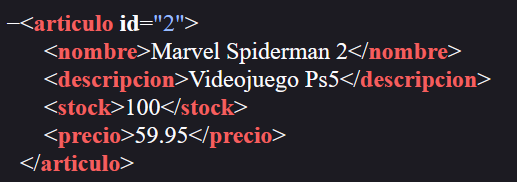 −<articulo id="2">
<nombre>Marvel Spiderman 2</nombre>
<descripcion>Videojuego Ps5</descripcion>
<stock>100</stock>
<precio>59.95</precio>
</articulo>